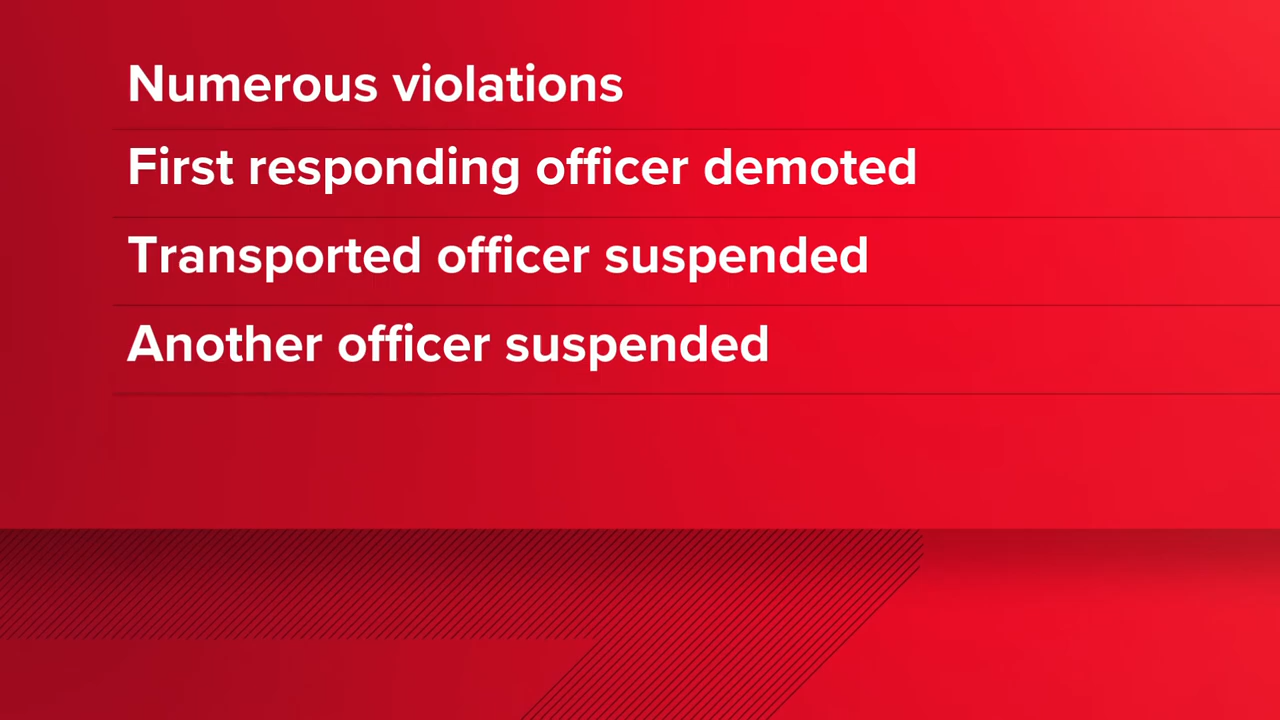 Numerous violations
First responding officer demoted
Transported officer suspended
Another officer suspended